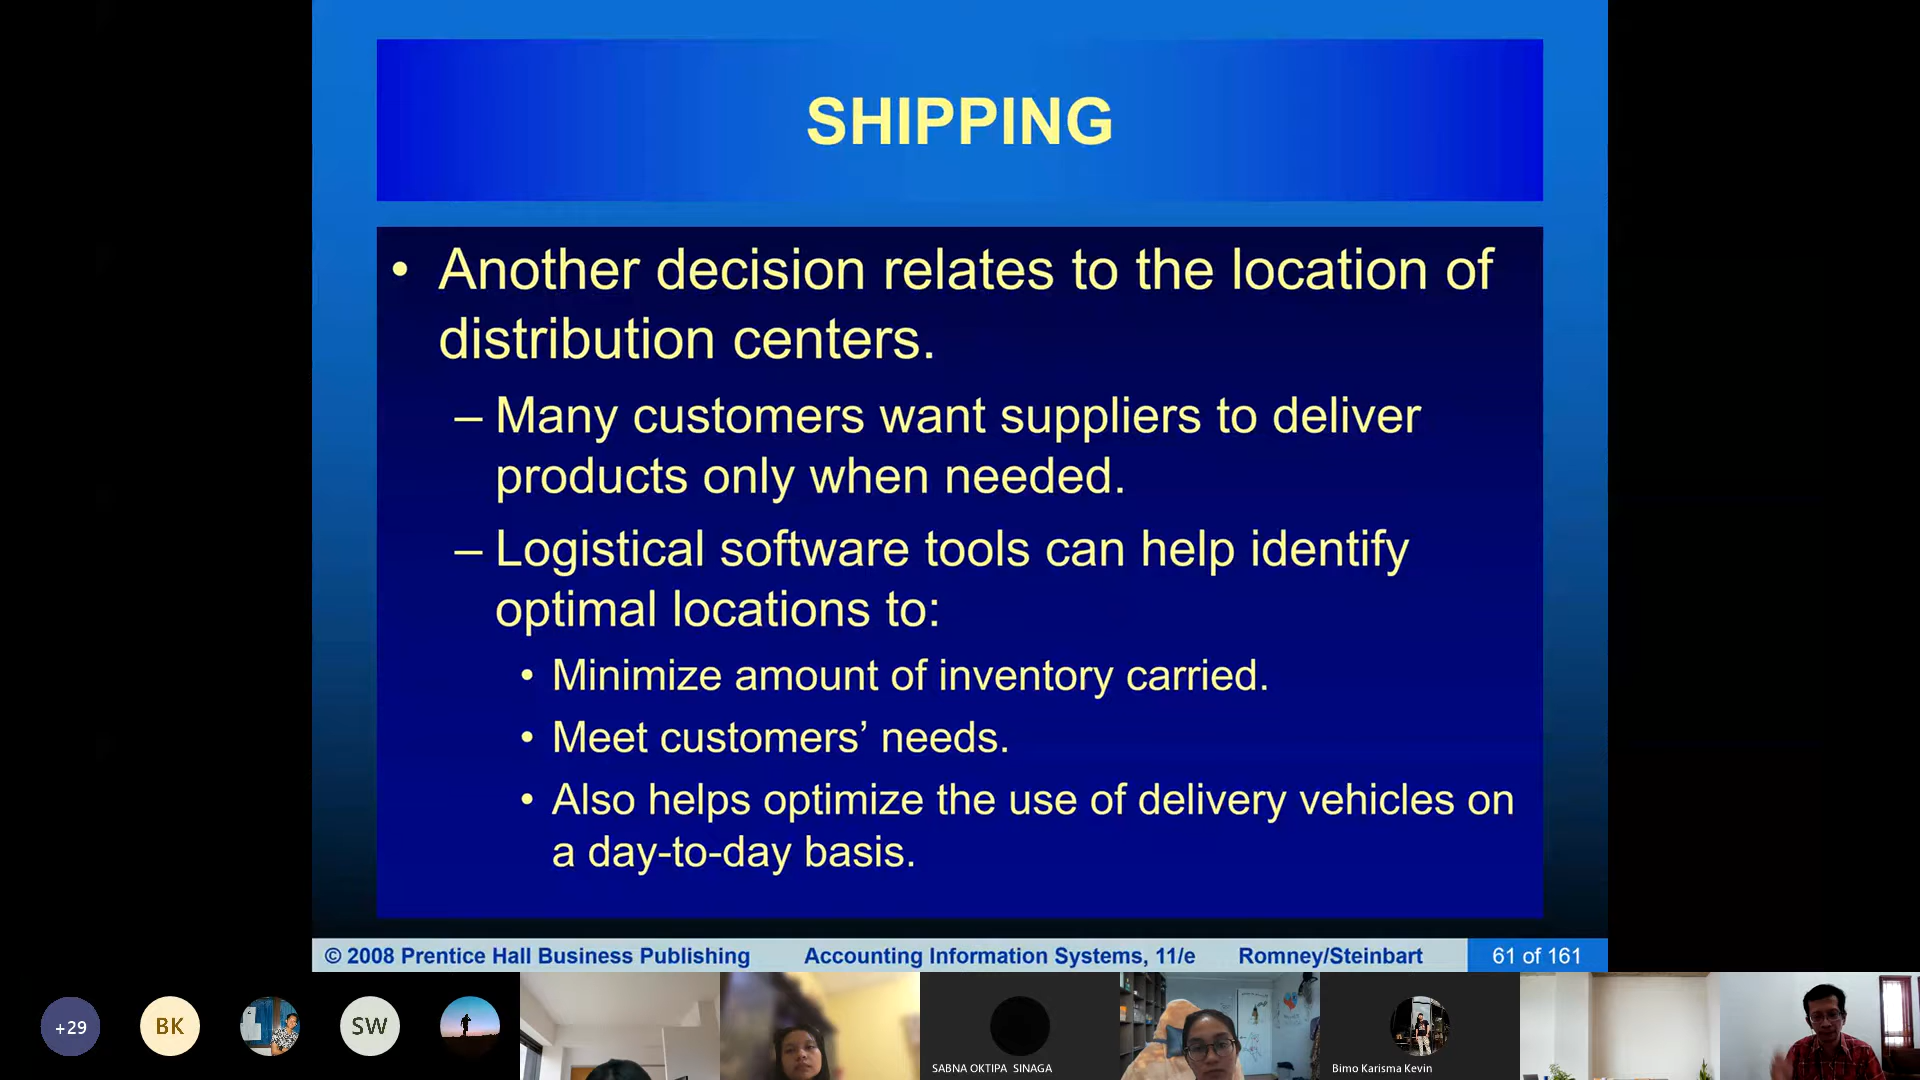 SHIPPING
• Another decision relates to the location of
distribution centers.
– Many customers want suppliers to deliver
products only when needed.
– Logistical software tools can help identify
optimal locations to:
• Minimize amount of inventory carried.
• Meet customers’ needs.
• Also helps optimize the use of delivery vehicles on
a day-to-day basis.
© 2008 Prentice Hall Business Publishing Accounting Information Systems, 11/e Romney/Steinbart 61 of 161
+29
BK
SW
SABNA OKTIPA SINAGA
Bimo Karisma Kevin